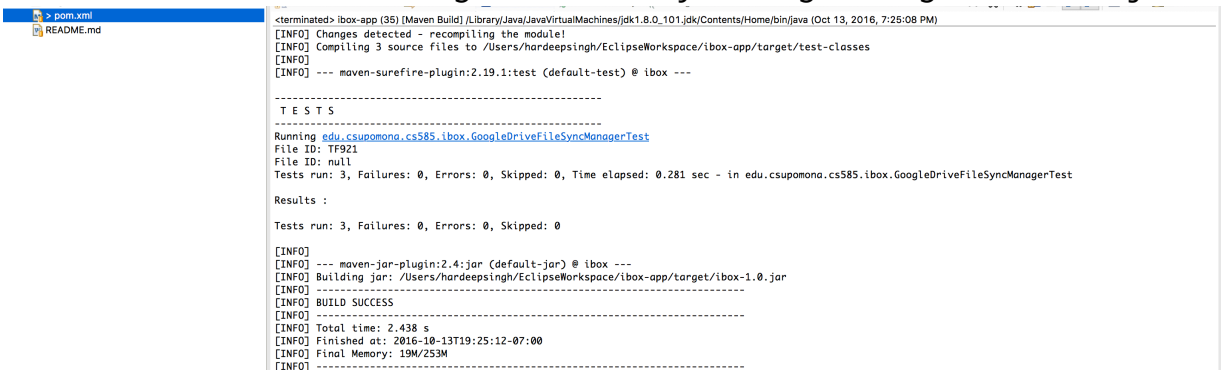 > pom.xml
README.md
<terminated> ibox-app (35) [Maven Build] /Library/Java/JavaVirtualMachines/jdk1.8.0_101.jdk/Contents/Home/bin/java (Oct 13, 2016, 7:25:08 PM)
[INFO] Changes detected - recompiling the module!
[INFO] Compiling 3 source files to /Users/hardeepsingh/EclipseWorkspace/ibox-app/target/test-classes
[INFO]
[INFO] --- maven-surefire-plugin:2.19.1:test (default-test) @ ibox ---
-------------------------------------------------------
T E S T S
-------------------------------------------------------
Running edu.csupomona.cs585.ibox.GoogleDriveFileSyncManagerTest
File ID: TF921
File ID: null
Tests run: 3, Failures: 0, Errors: 0, Skipped: 0, Time elapsed: 0.281 sec - in edu.csupomona.cs585.ibox.GoogleDriveFileSyncManagerTest
Results :
Tests run: 3, Failures: 0, Errors: 0, Skipped: 0
[INFO]
[INFO] --- maven-jar-plugin:2.4:jar (default-jar) @ ibox ---
[INFO] Building jar: /Users/hardeepsingh/EclipseWorkspace/ibox-app/target/ibox-1.0.jar
[INFO] ------------------------------------------------------------------------
[INFO] BUILD SUCCESS
[INFO] ------------------------------------------------------------------------
[INFO] Total time: 2.438 s
[INFO] Finished at: 2016-10-13T19:25:12-07:00
[INFO] Final Memory: 19M/253M
[INFO] ------------------------------------------------------------------------